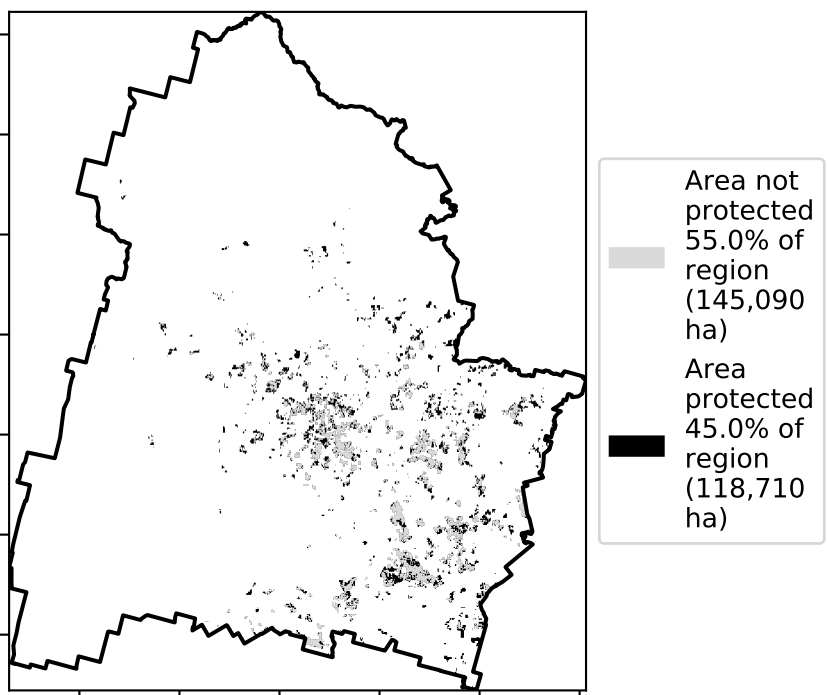 Area not
protected
55.0% of
region
(145,090
ha)
Area
protected
45.0% of
region
(118,710
ha)